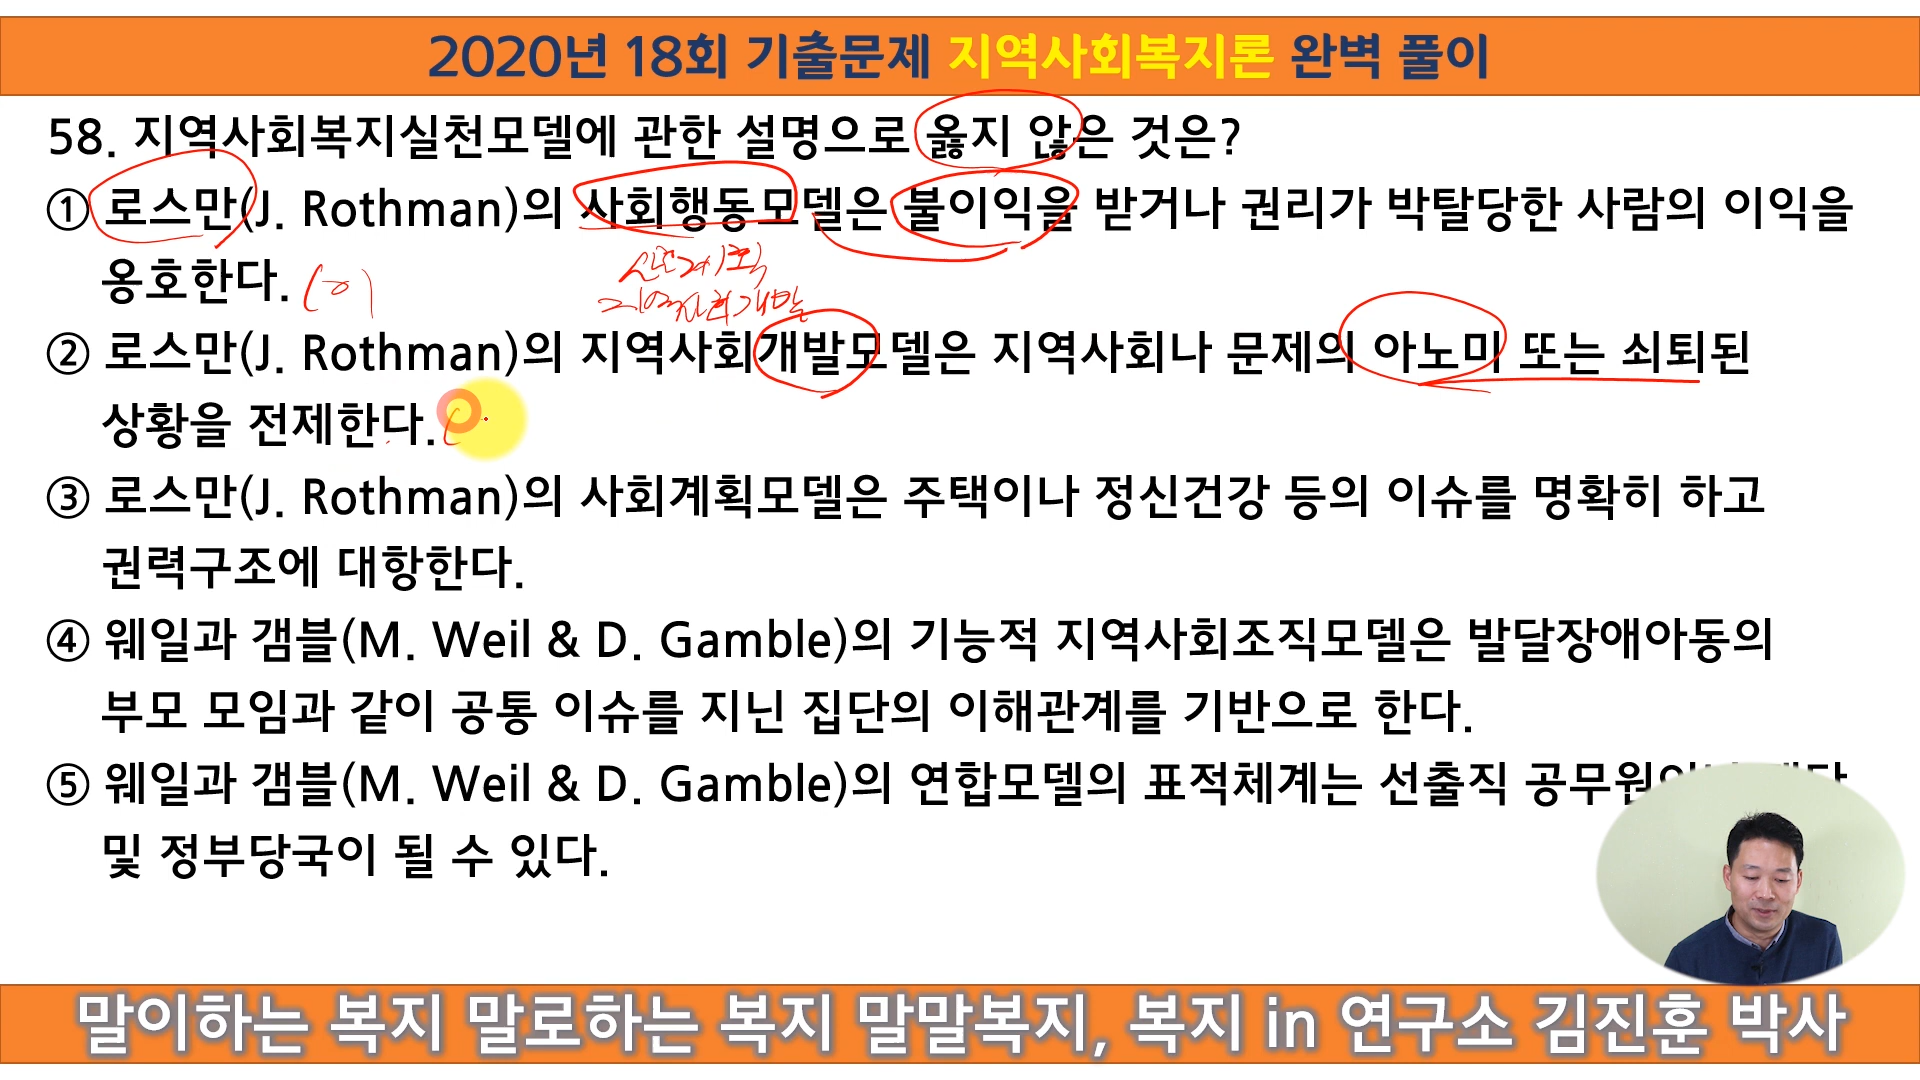 2020년 18회 기출문제 지역사회복지론 완벽 풀이
58. 지역사회복지실천모델에 관한 설명으로 옳지 않은 것은?
① 로스만(J. Rothman)의 사회행동모델은 불이익을 받거나 권리가 박탈당한 사람의 이익을
옹호한다. (ㅇ)
사회계획
지역사회개발
② 로스만(J. Rothman)의 지역사회개발모델은 지역사회나 문제의 아노미 또는 쇠퇴된
상황을 전제한다.
③ 로스만(J. Rothman)의 사회계획모델은 주택이나 정신건강 등의 이슈를 명확히 하고
권력구조에 대항한다.
④ 웨일과 갬블(M. Weil & D. Gamble)의 기능적 지역사회조직모델은 발달장애아동의
부모 모임과 같이 공통 이슈를 지닌 집단의 이해관계를 기반으로 한다.
⑤ 웨일과 갬블(M. Weil & D. Gamble)의 연합모델의 표적체계는 선출직
및 정부당국이 될 수 있다.
말이하는 복지 말로하는 복지 말말복지, 복지 in 연구소 김진훈 박사